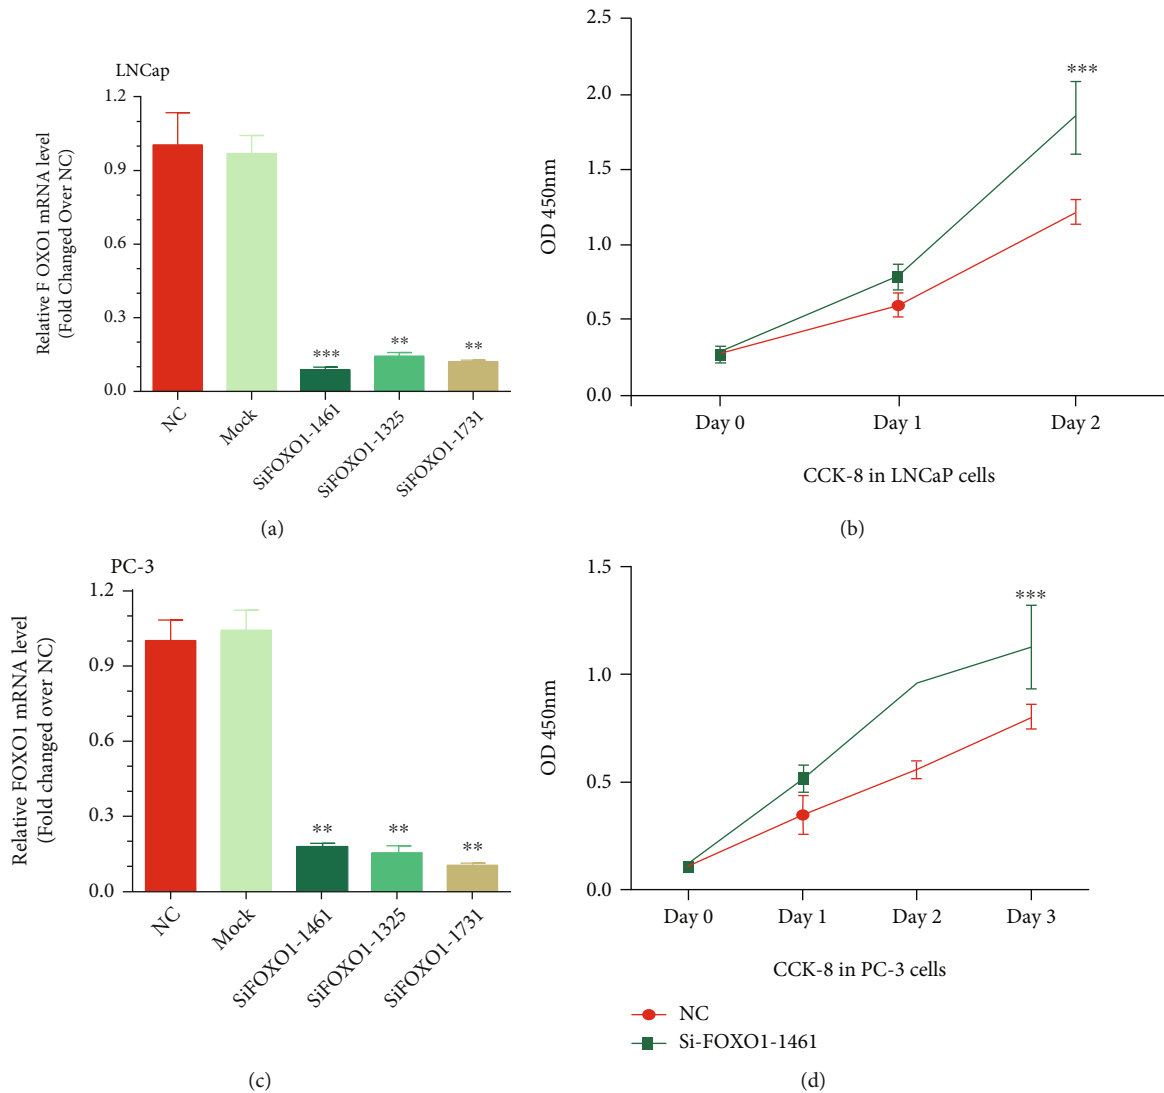 LNCap
Relative F OXO1 mRNA level
(Fold Changed Over NC)
1.2
0.9
0.6
0.3
0.0
***
**
**
NC
Mock
SiFOXO1-1461
SiFOXO1-1325
SiFOXO1-1731
(a)
OD 450nm
2.5
2.0
1.5
1.0
0.5
0.0
***
Day 0
Day 1
Day 2
CCK-8 in LNCaP cells
(b)
PC-3
Relative FOXO1 mRNA level
(Fold changed over NC)
1.2
0.9
0.6
0.3
0.0
**
**
**
NC
Mock
SiFOXO1-1461
SiFOXO1-1325
SiFOXO1-1731
(c)
OD 450nm
1.5
1.0
0.5
0.0
***
Day 0
Day 1
Day 2
Day 3
CCK-8 in PC-3 cells
NC
Si-FOXO1-1461
(d)